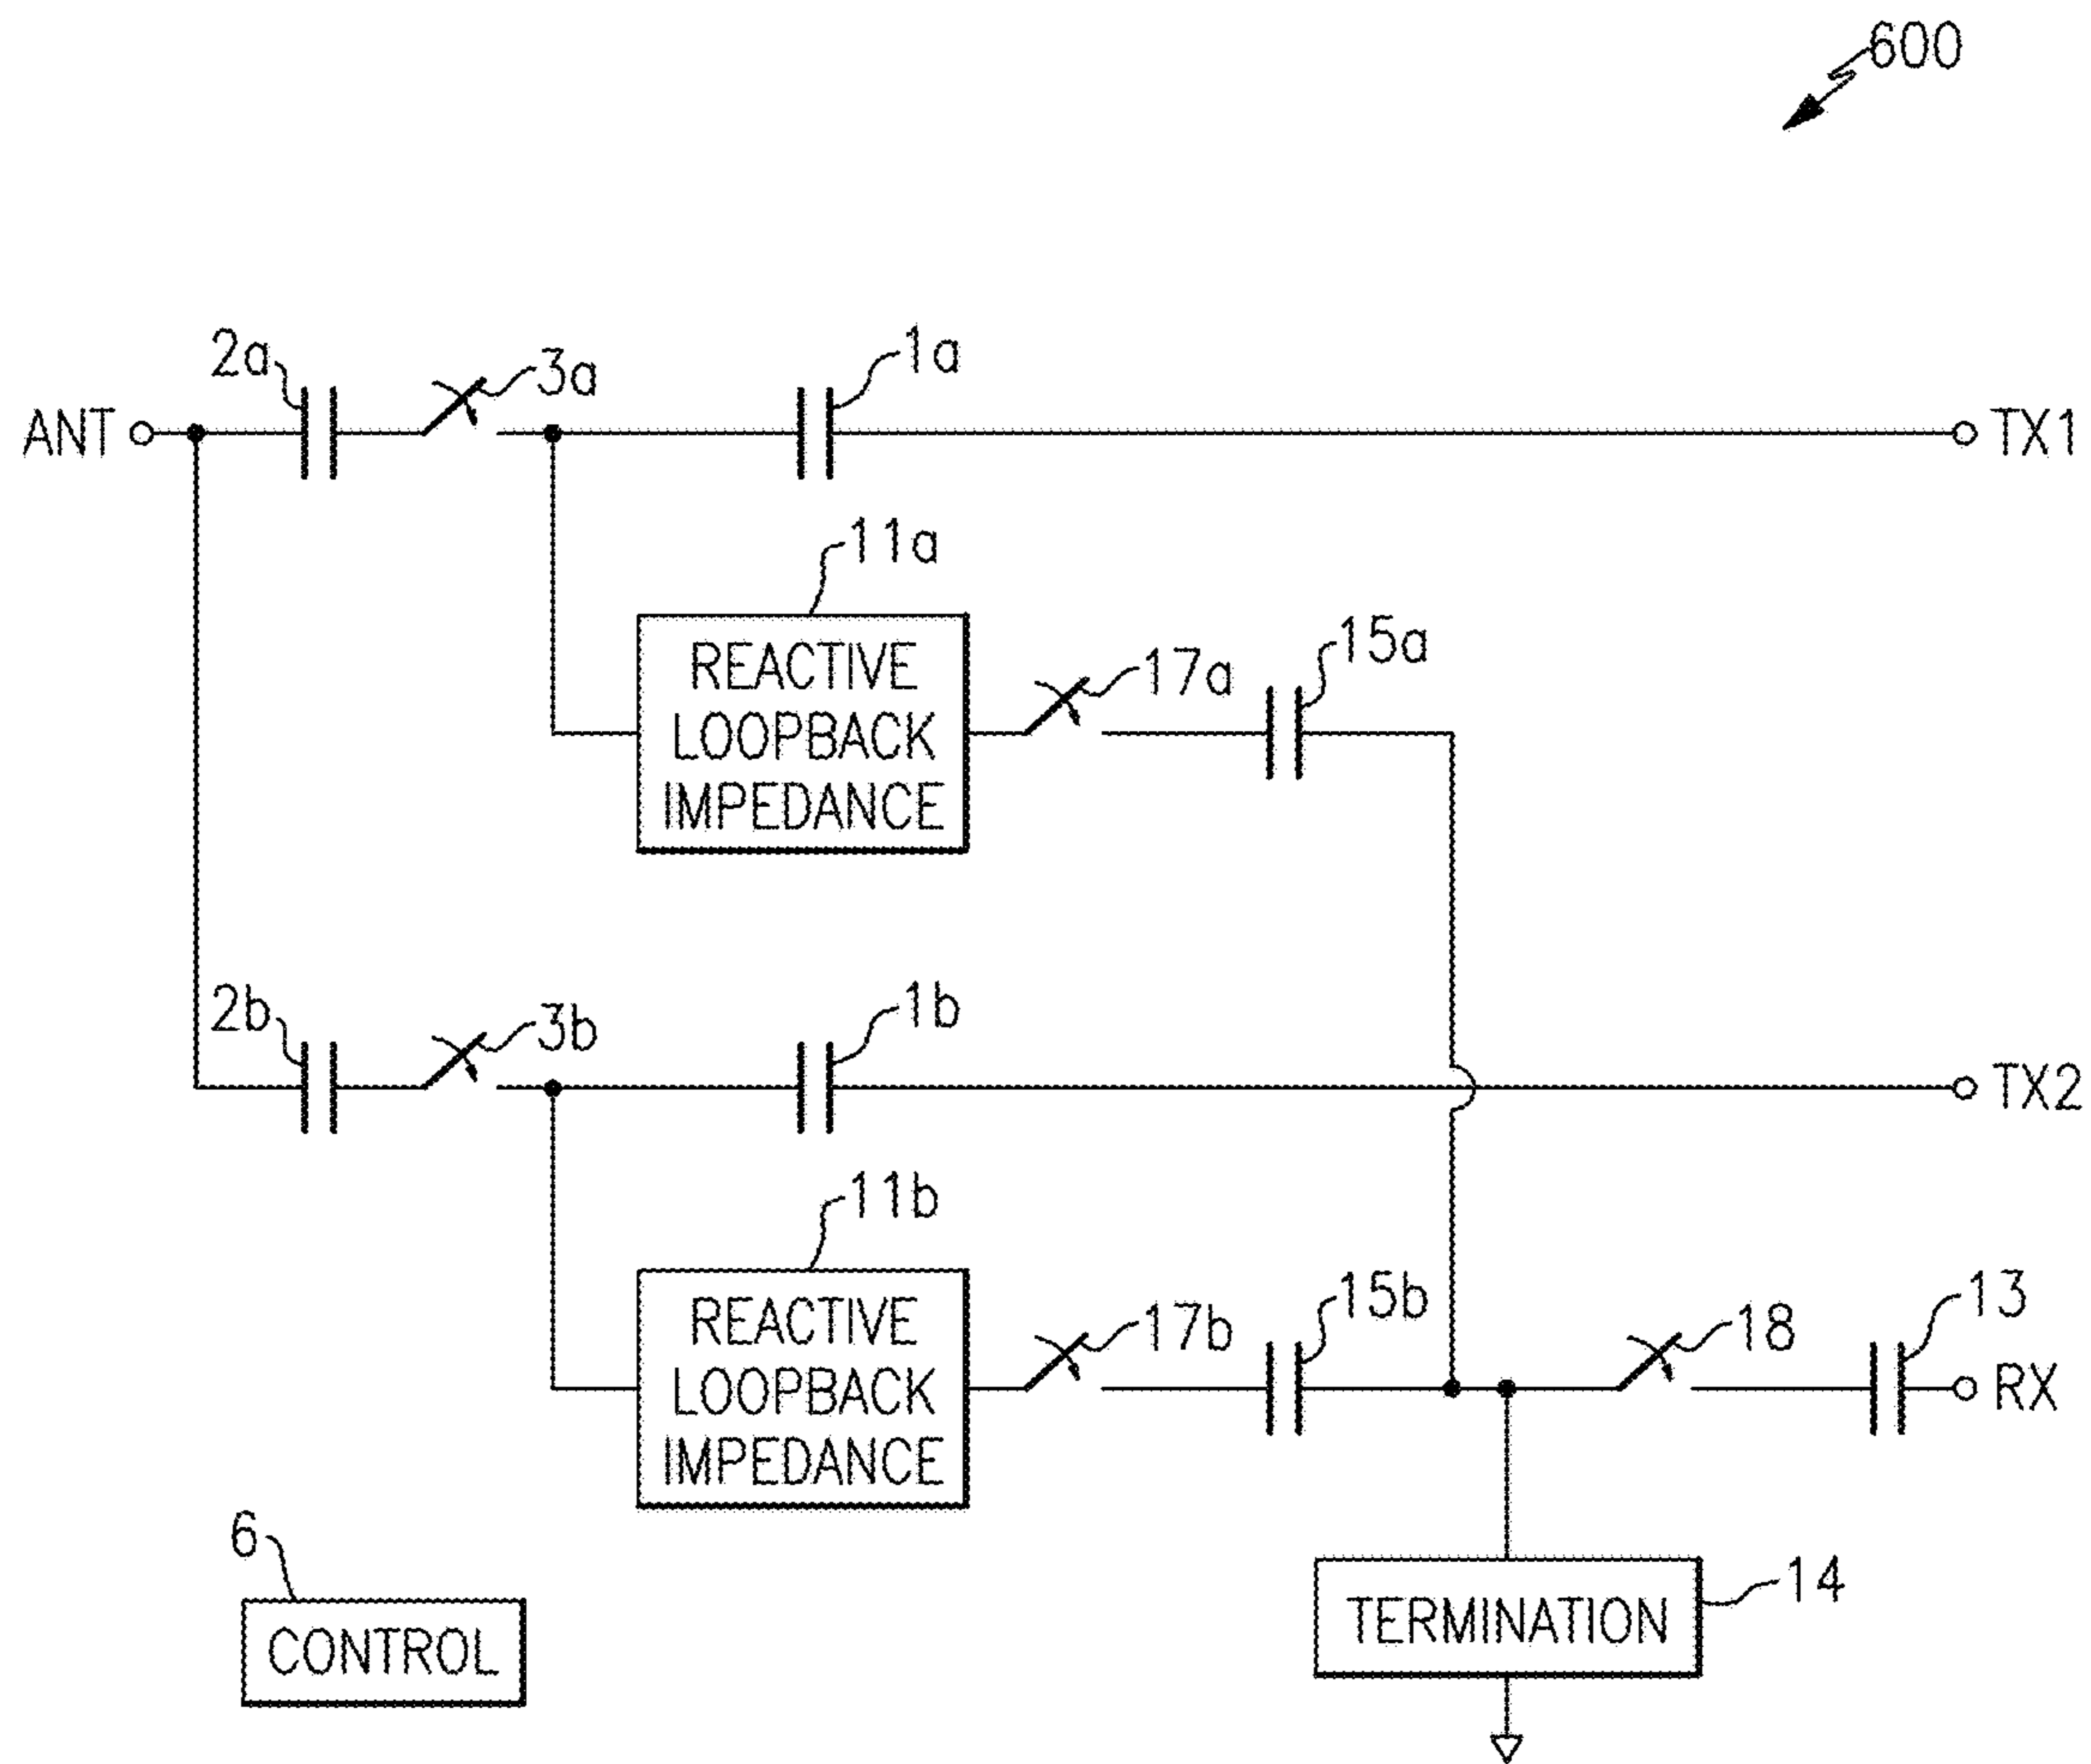 600
2a
3a
1a
ANT
TX1
11a
REACTIVE
LOOPBACK
IMPEDANCE
17a
15a
2b
3b
1b
TX2
11b
REACTIVE
LOOPBACK
IMPEDANCE
17b
15b
18
13
RX
6
CONTROL
TERMINATION
14